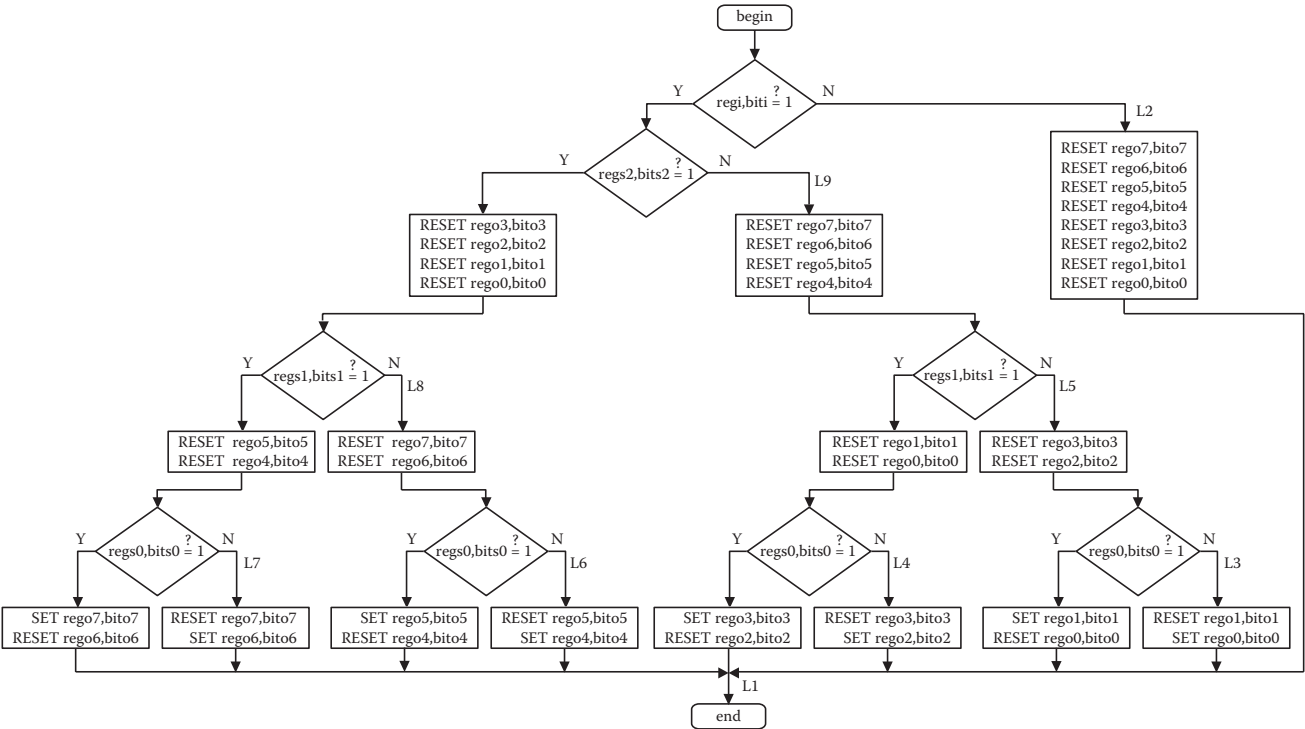 begin
?
regi,biti = 1
Y
N
L2
?
regs2,bits2 = 1
Y
N
L9
RESET rego7,bito7
RESET rego6,bito6
RESET rego5,bito5
RESET rego4,bito4
RESET rego3,bito3
RESET rego2,bito2
RESET rego1,bito1
RESET rego0,bito0
RESET rego3,bito3
RESET rego2,bito2
RESET rego1,bito1
RESET rego0,bito0
RESET rego7,bito7
RESET rego6,bito6
RESET rego5,bito5
RESET rego4,bito4
?
regs1,bits1 = 1
Y
N
L8
?
regs1,bits1 = 1
Y
N
L5
RESET rego5,bito5
RESET rego4,bito4
RESET rego7,bito7
RESET rego6,bito6
RESET rego1,bito1
RESET rego0,bito0
RESET rego3,bito3
RESET rego2,bito2
?
regs0,bits0 = 1
Y
N
L7
?
regs0,bits0 = 1
Y
N
L6
?
regs0,bits0 = 1
Y
N
L4
?
regs0,bits0 = 1
Y
N
L3
SET rego7,bito7
RESET rego6,bito6
RESET rego7,bito7
SET rego6,bito6
SET rego5,bito5
RESET rego4,bito4
RESET rego5,bito5
SET rego4,bito4
SET rego3,bito3
RESET rego2,bito2
RESET rego3,bito3
SET rego2,bito2
SET rego1,bito1
RESET rego0,bito0
RESET rego1,bito1
SET rego0,bito0
L1
end